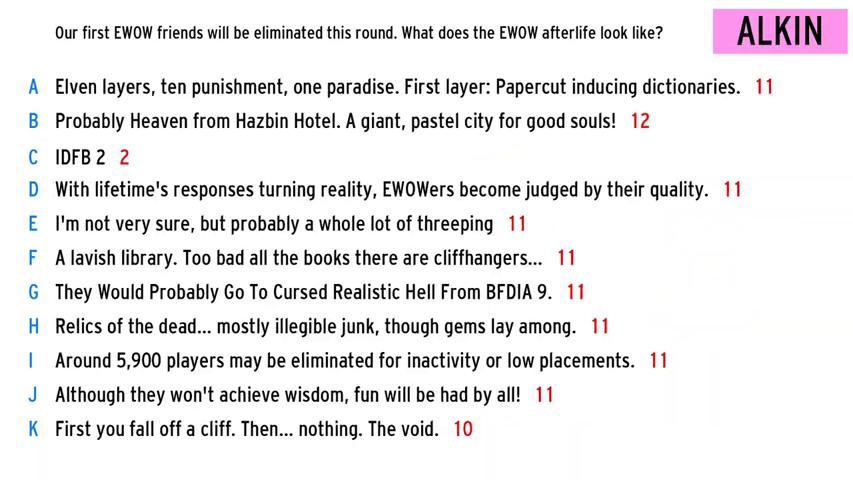 Our first EWOW friends will be eliminated this round. What does the EWOW afterlife look like?
ALKIN
A Elven layers, ten punishment, one paradise. First layer: Papercut inducing dictionaries. 11
B Probably Heaven from Hazbin Hotel. A giant, pastel city for good souls! 12
C IDFB 2 2
D With lifetime's responses turning reality, EWOWers become judged by their quality. 11
E I'm not very sure, but probably a whole lot of threeping 11
F A lavish library. Too bad all the books there are cliffhangers... 11
G They Would Probably Go To Cursed Realistic Hell From BFDIA 9. 11
H Relics of the dead... mostly illegible junk, though gems lay among. 11
I Around 5,900 players may be eliminated for inactivity or low placements. 11
J Although they won't achieve wisdom, fun will be had by all! 11
K First you fall off a cliff. Then... nothing. The void. 10